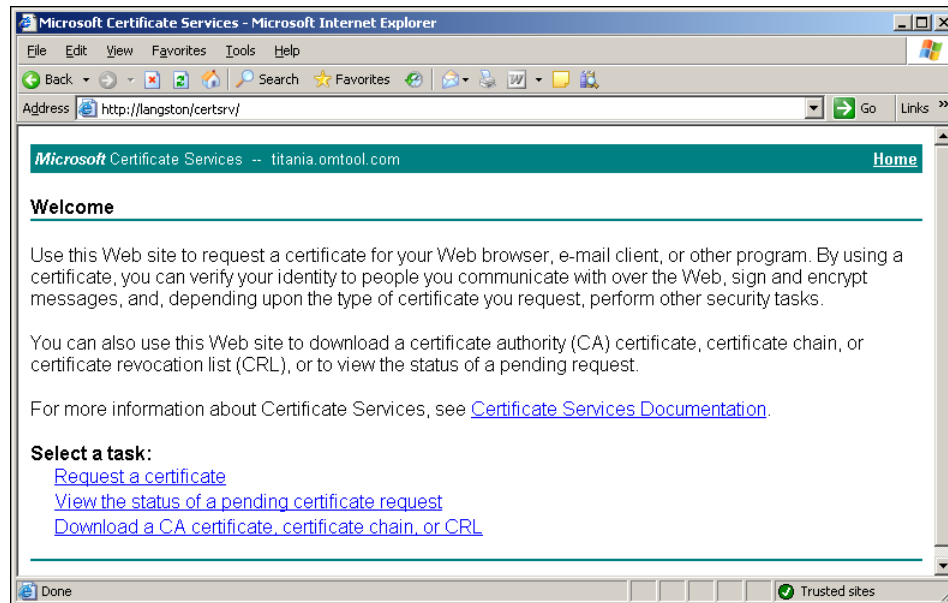 Microsoft Certificate Services - Microsoft Internet Explorer
File Edit View Favorites Tools Help
Back Search Favorites
Address http://langston/certsrv/ Go Links »
Microsoft Certificate Services -- titania.omtool.com Home
Welcome
Use this Web site to request a certificate for your Web browser, e-mail client, or other program. By using a
certificate, you can verify your identity to people you communicate with over the Web, sign and encrypt
messages, and, depending upon the type of certificate you request, perform other security tasks.
You can also use this Web site to download a certificate authority (CA) certificate, certificate chain, or
certificate revocation list (CRL), or to view the status of a pending request.
For more information about Certificate Services, see Certificate Services Documentation.
Select a task:
Request a certificate
View the status of a pending certificate request
Download a CA certificate, certificate chain, or CRL
Done Trusted sites